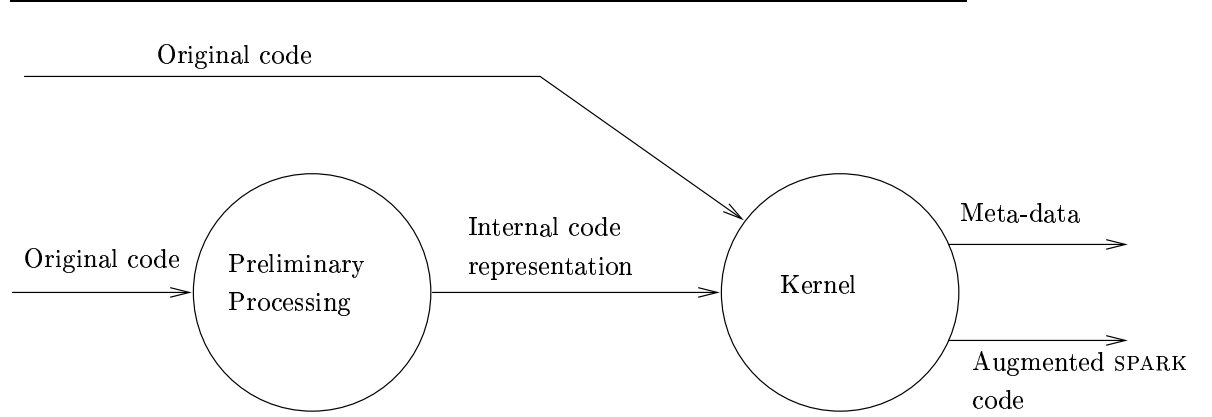 Original code
Original code
Preliminary
Processing
Internal code
representation
Kernel
Meta-data
Augmented SPARK
code